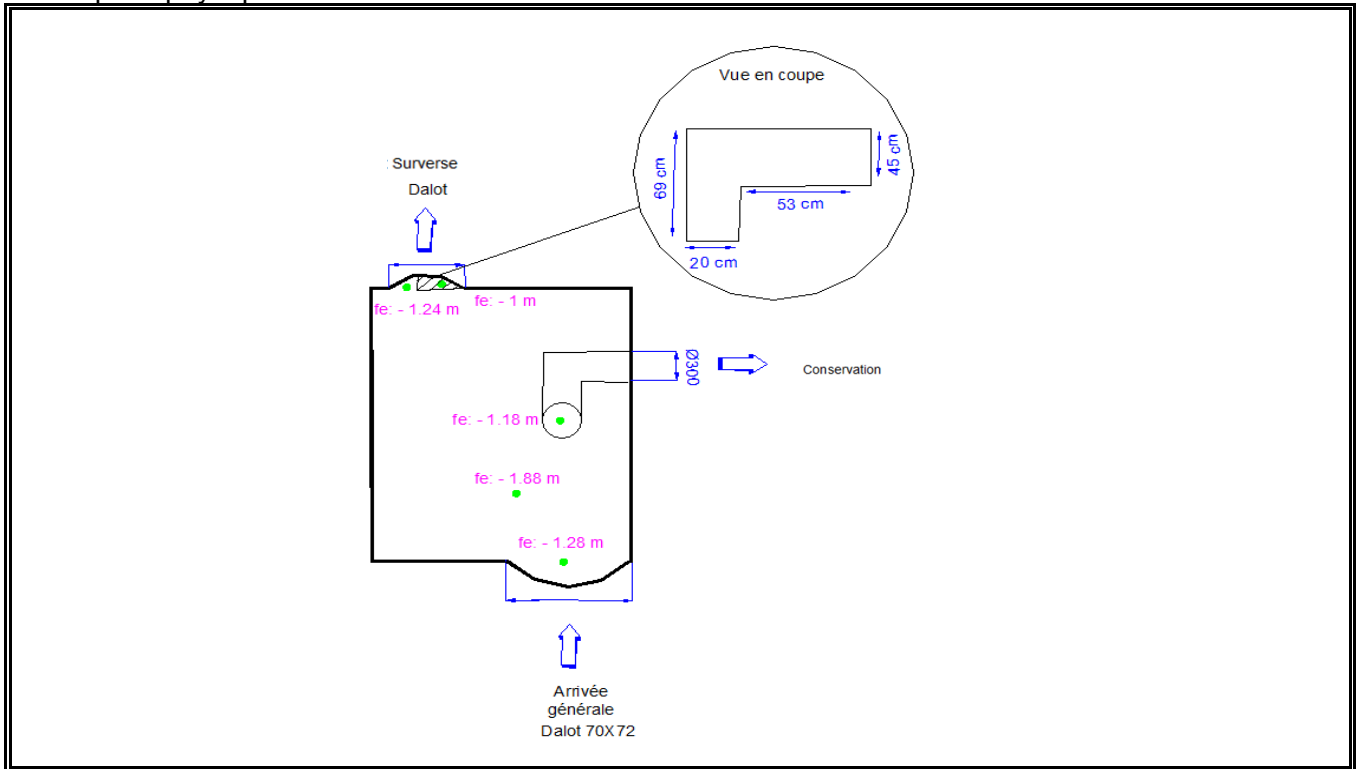 Vue en coupe
69 cm
45 cm
53 cm
20 cm
: Surverse
Dalot
fe: - 1.24 m
fe: - 1 m
Ø300
Conservation
fe: - 1.18 m
fe: - 1.88 m
fe: - 1.28 m
Arrivée
générale
Dalot 70X72